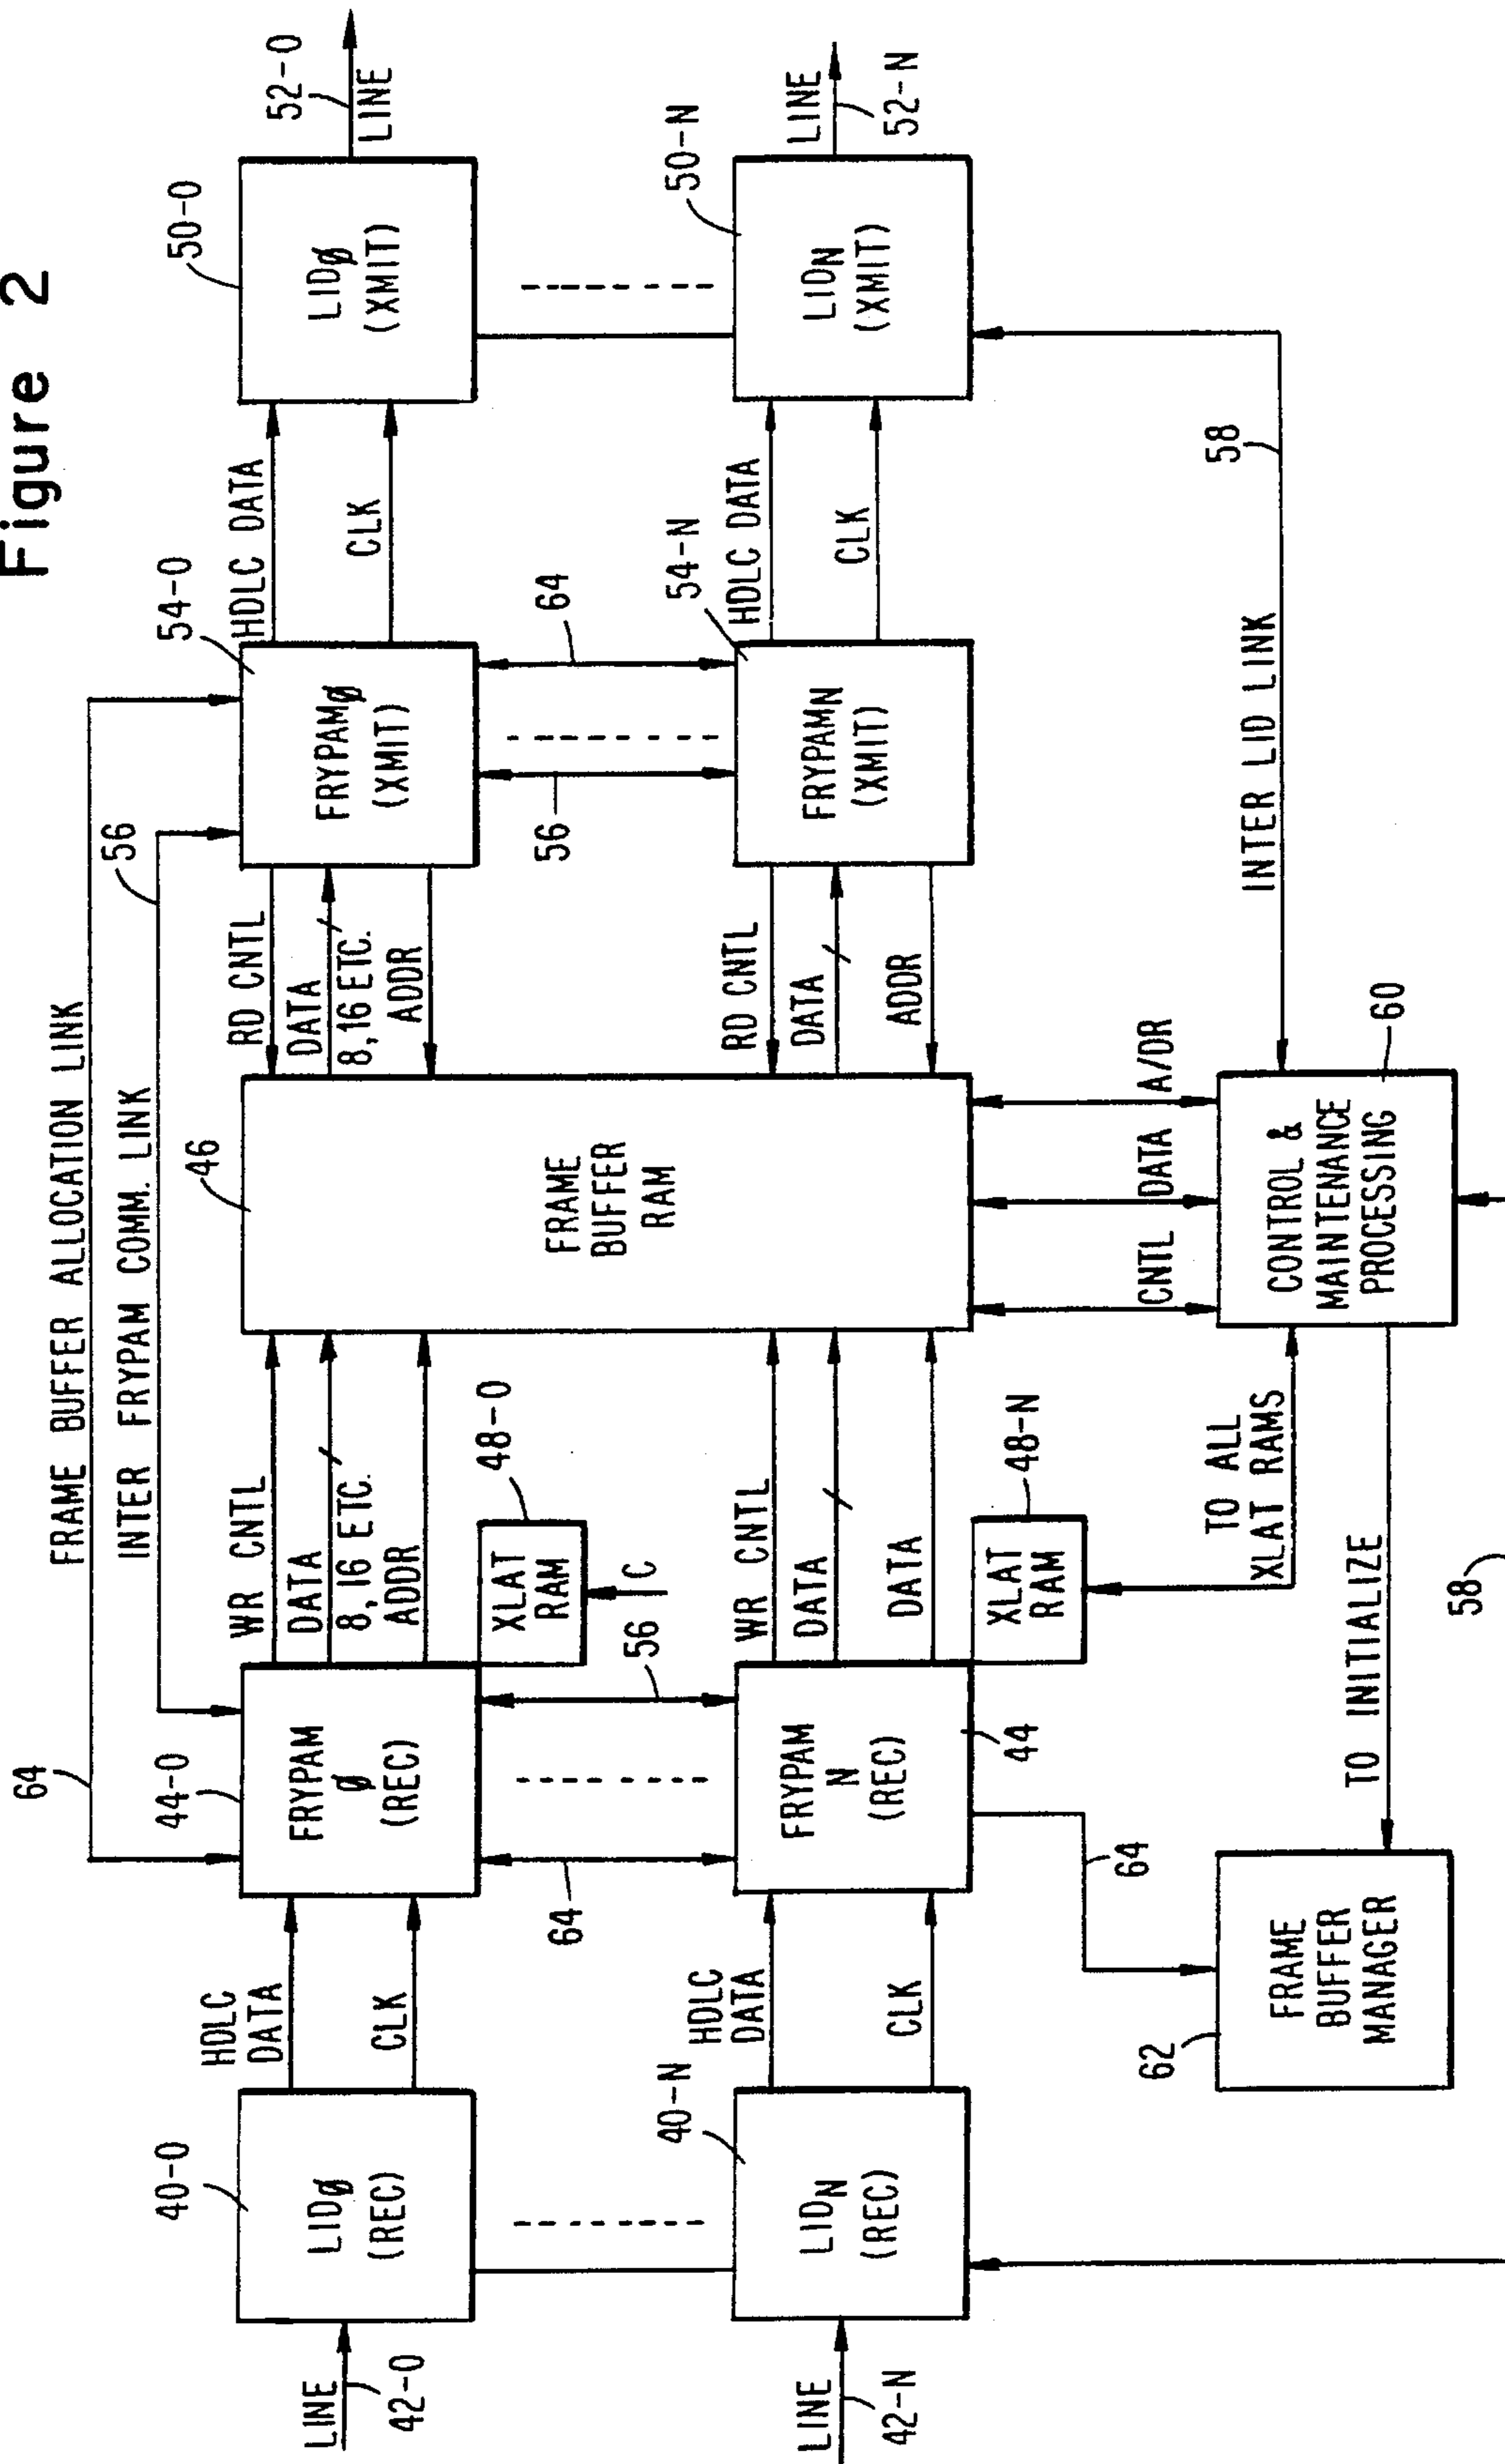 Figure 2
FRAME BUFFER ALLOCATION LINK
INTER FRYPAM COMM. LINK
64
56
LINE
42-0
40-0
LIDØ
(REC)
HDLC
DATA
CLK
44-0
FRYPAM
Ø
(REC)
WR CNTL
DATA
8,16 ETC.
ADDR
XLAT
RAM
48-0
C
46
FRAME
BUFFER
RAM
RD CNTL
DATA
8,16 ETC.
ADDR
54-0
FRYPAMØ
(XMIT)
HDLC DATA
CLK
50-0
LIDØ
(XMIT)
52-0
LINE
64
56
56
64
LINE
42-N
40-N
LIDN
(REC)
HDLC
DATA
CLK
FRYPAM
N
(REC)
44
WR CNTL
DATA
DATA
XLAT
RAM
48-N
RD CNTL
DATA
ADDR
54-N
FRYPAMN
(XMIT)
HDLC DATA
CLK
50-N
LIDN
(XMIT)
LINE
52-N
64
62
FRAME
BUFFER
MANAGER
TO INITIALIZE
TO ALL
XLAT RAMS
CNTL
DATA
A/DR
60
CONTROL &
MAINTENANCE
PROCESSING
INTER LID LINK
58
58